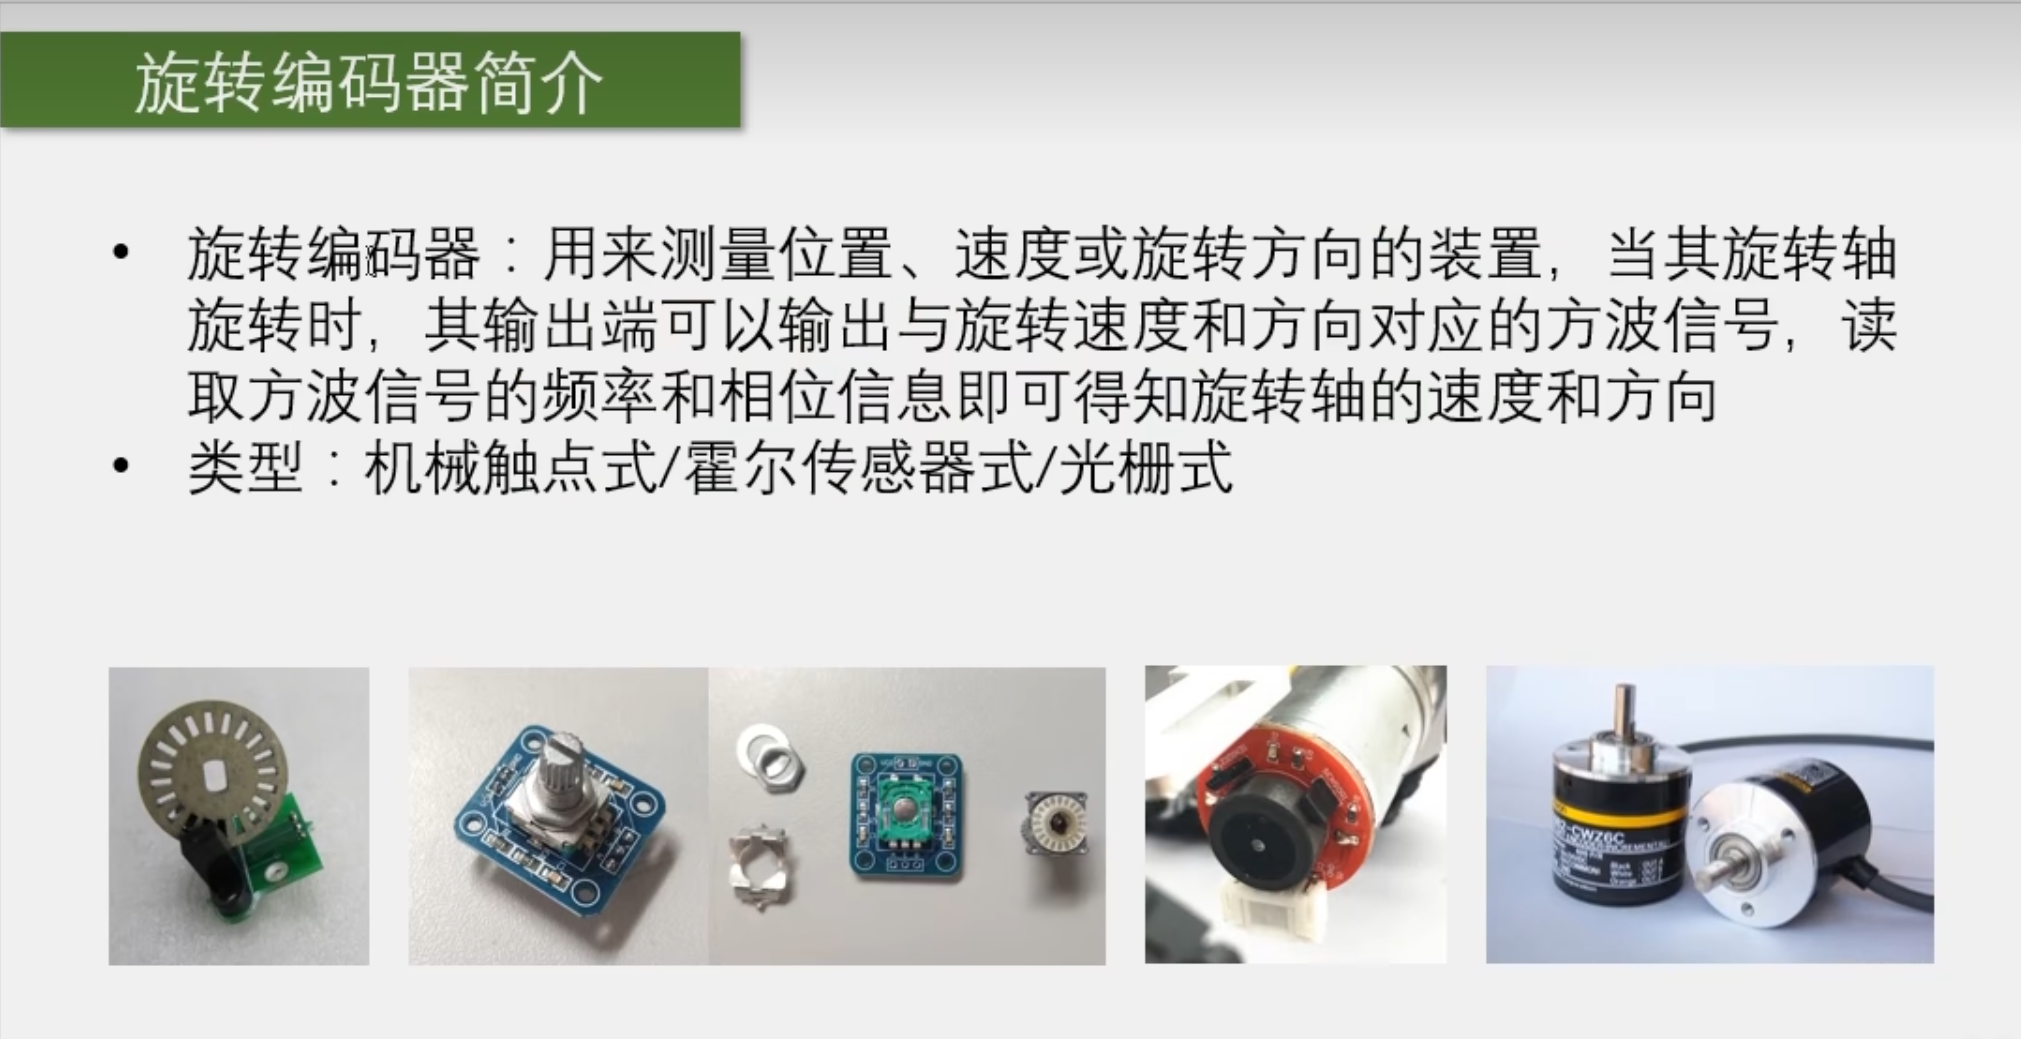 旋转编码器简介
• 旋转编码器：用来测量位置、速度或旋转方向的装置，当其旋转轴
旋转时，其输出端可以输出与旋转速度和方向对应的方波信号，读
取方波信号的频率和相位信息即可得知旋转轴的速度和方向
• 类型：机械触点式/霍尔传感器式/光栅式
-CWZ6C